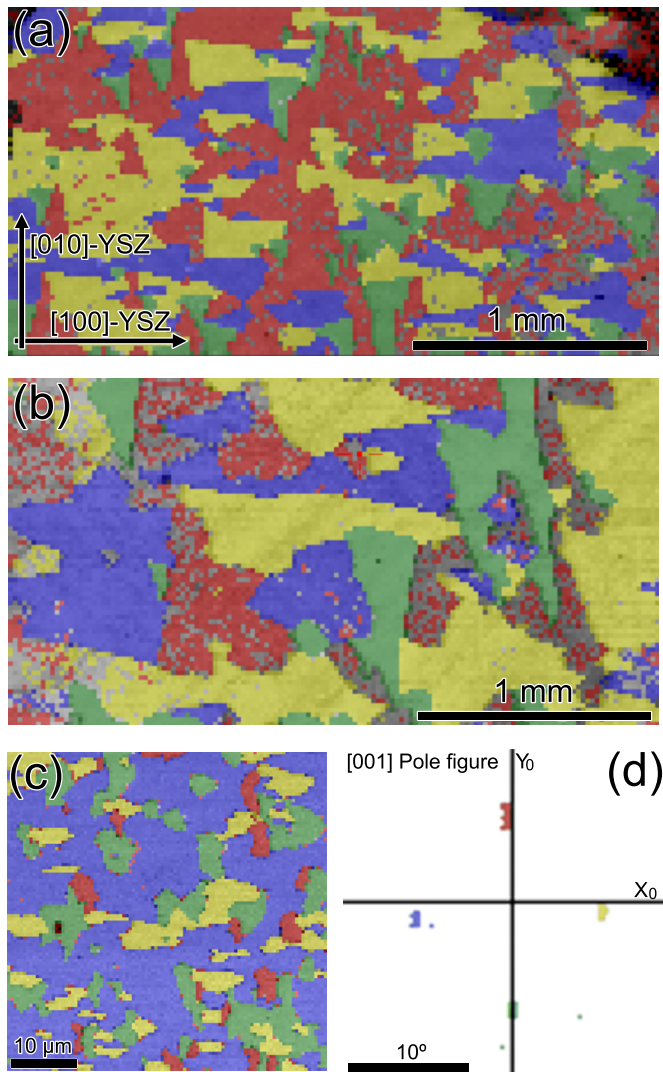 (a)
[010]-YSZ
[100]-YSZ
1 mm
(b)
1 mm
(c)
10 µm
[001] Pole figure
Y0
(d)
X0
10º